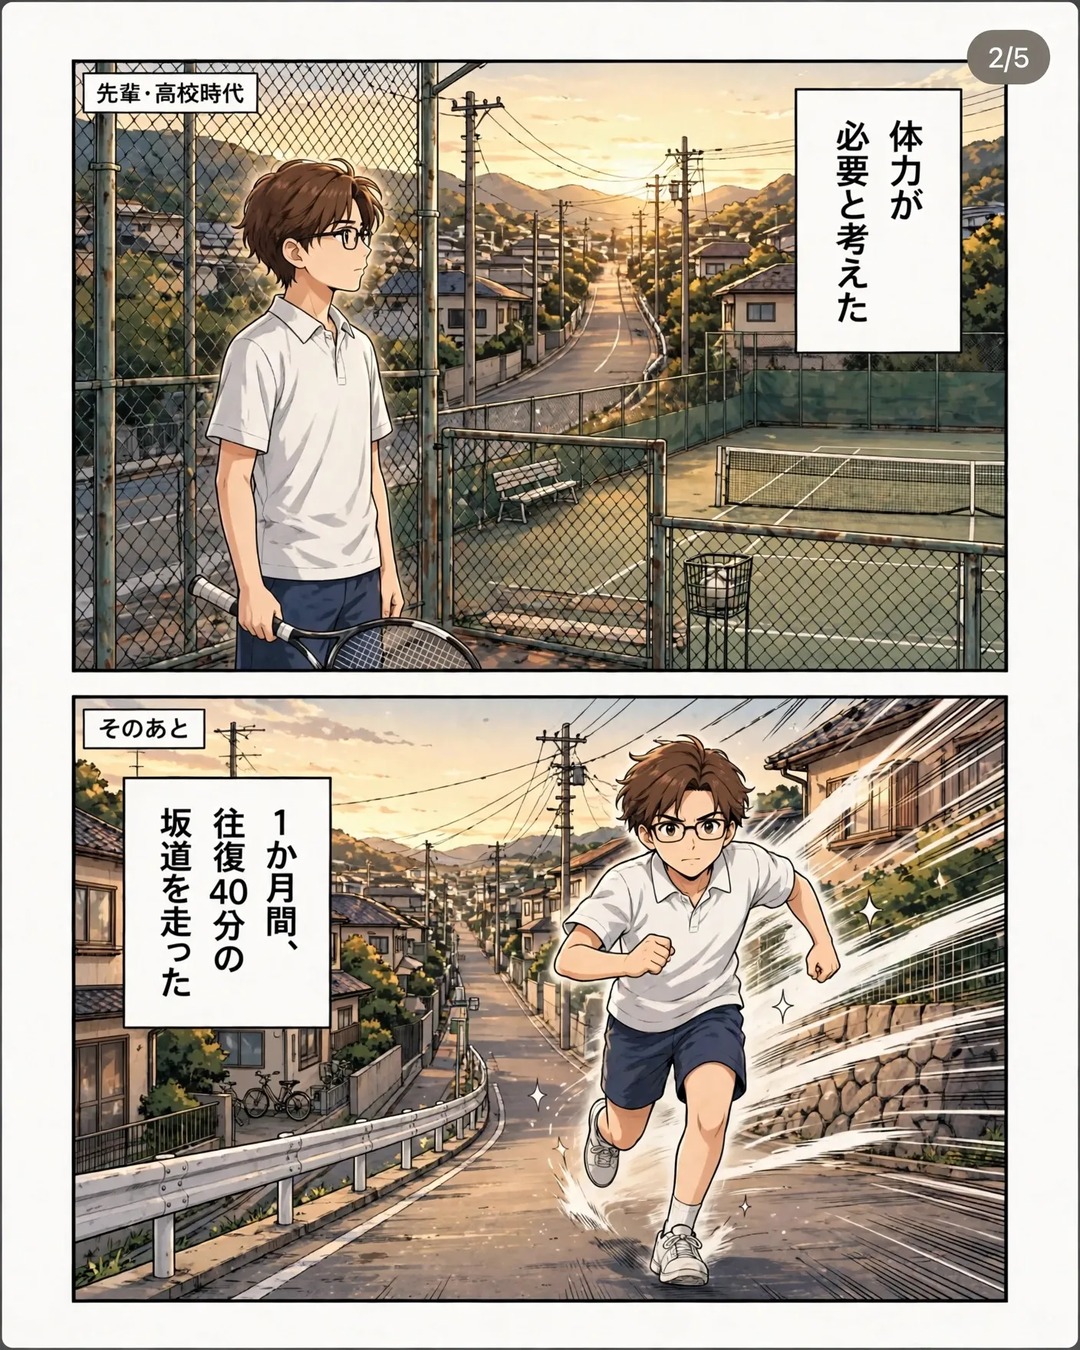 2/5
先輩・高校時代
体力が
必要と考えた
そのあと
1か月間、
往復40分の
坂道を走った